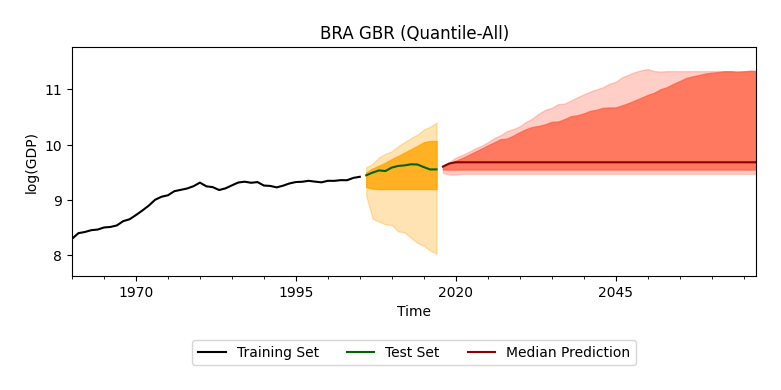 BRA GBR (Quantile-All)
11
10
9
8
log(GDP)
1970 1995 2020 2045
Time
Training Set Test Set Median Prediction